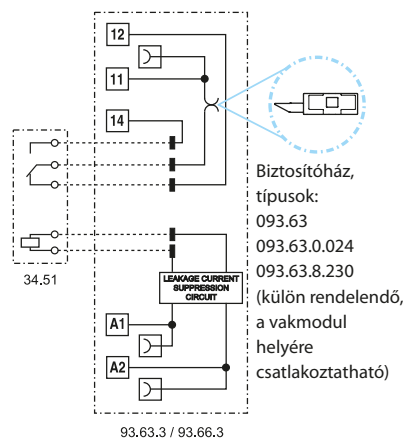 12
11
14
34.51
LEAKAGE CURRENT
SUPPRESSION
CIRCUIT
A1
A2
93.63.3 / 93.66.3
Biztosítóház,
típusok:
093.63
093.63.0.024
093.63.8.230
(külön rendelendő,
a vakmodul
helyére
csatlakoztatható)